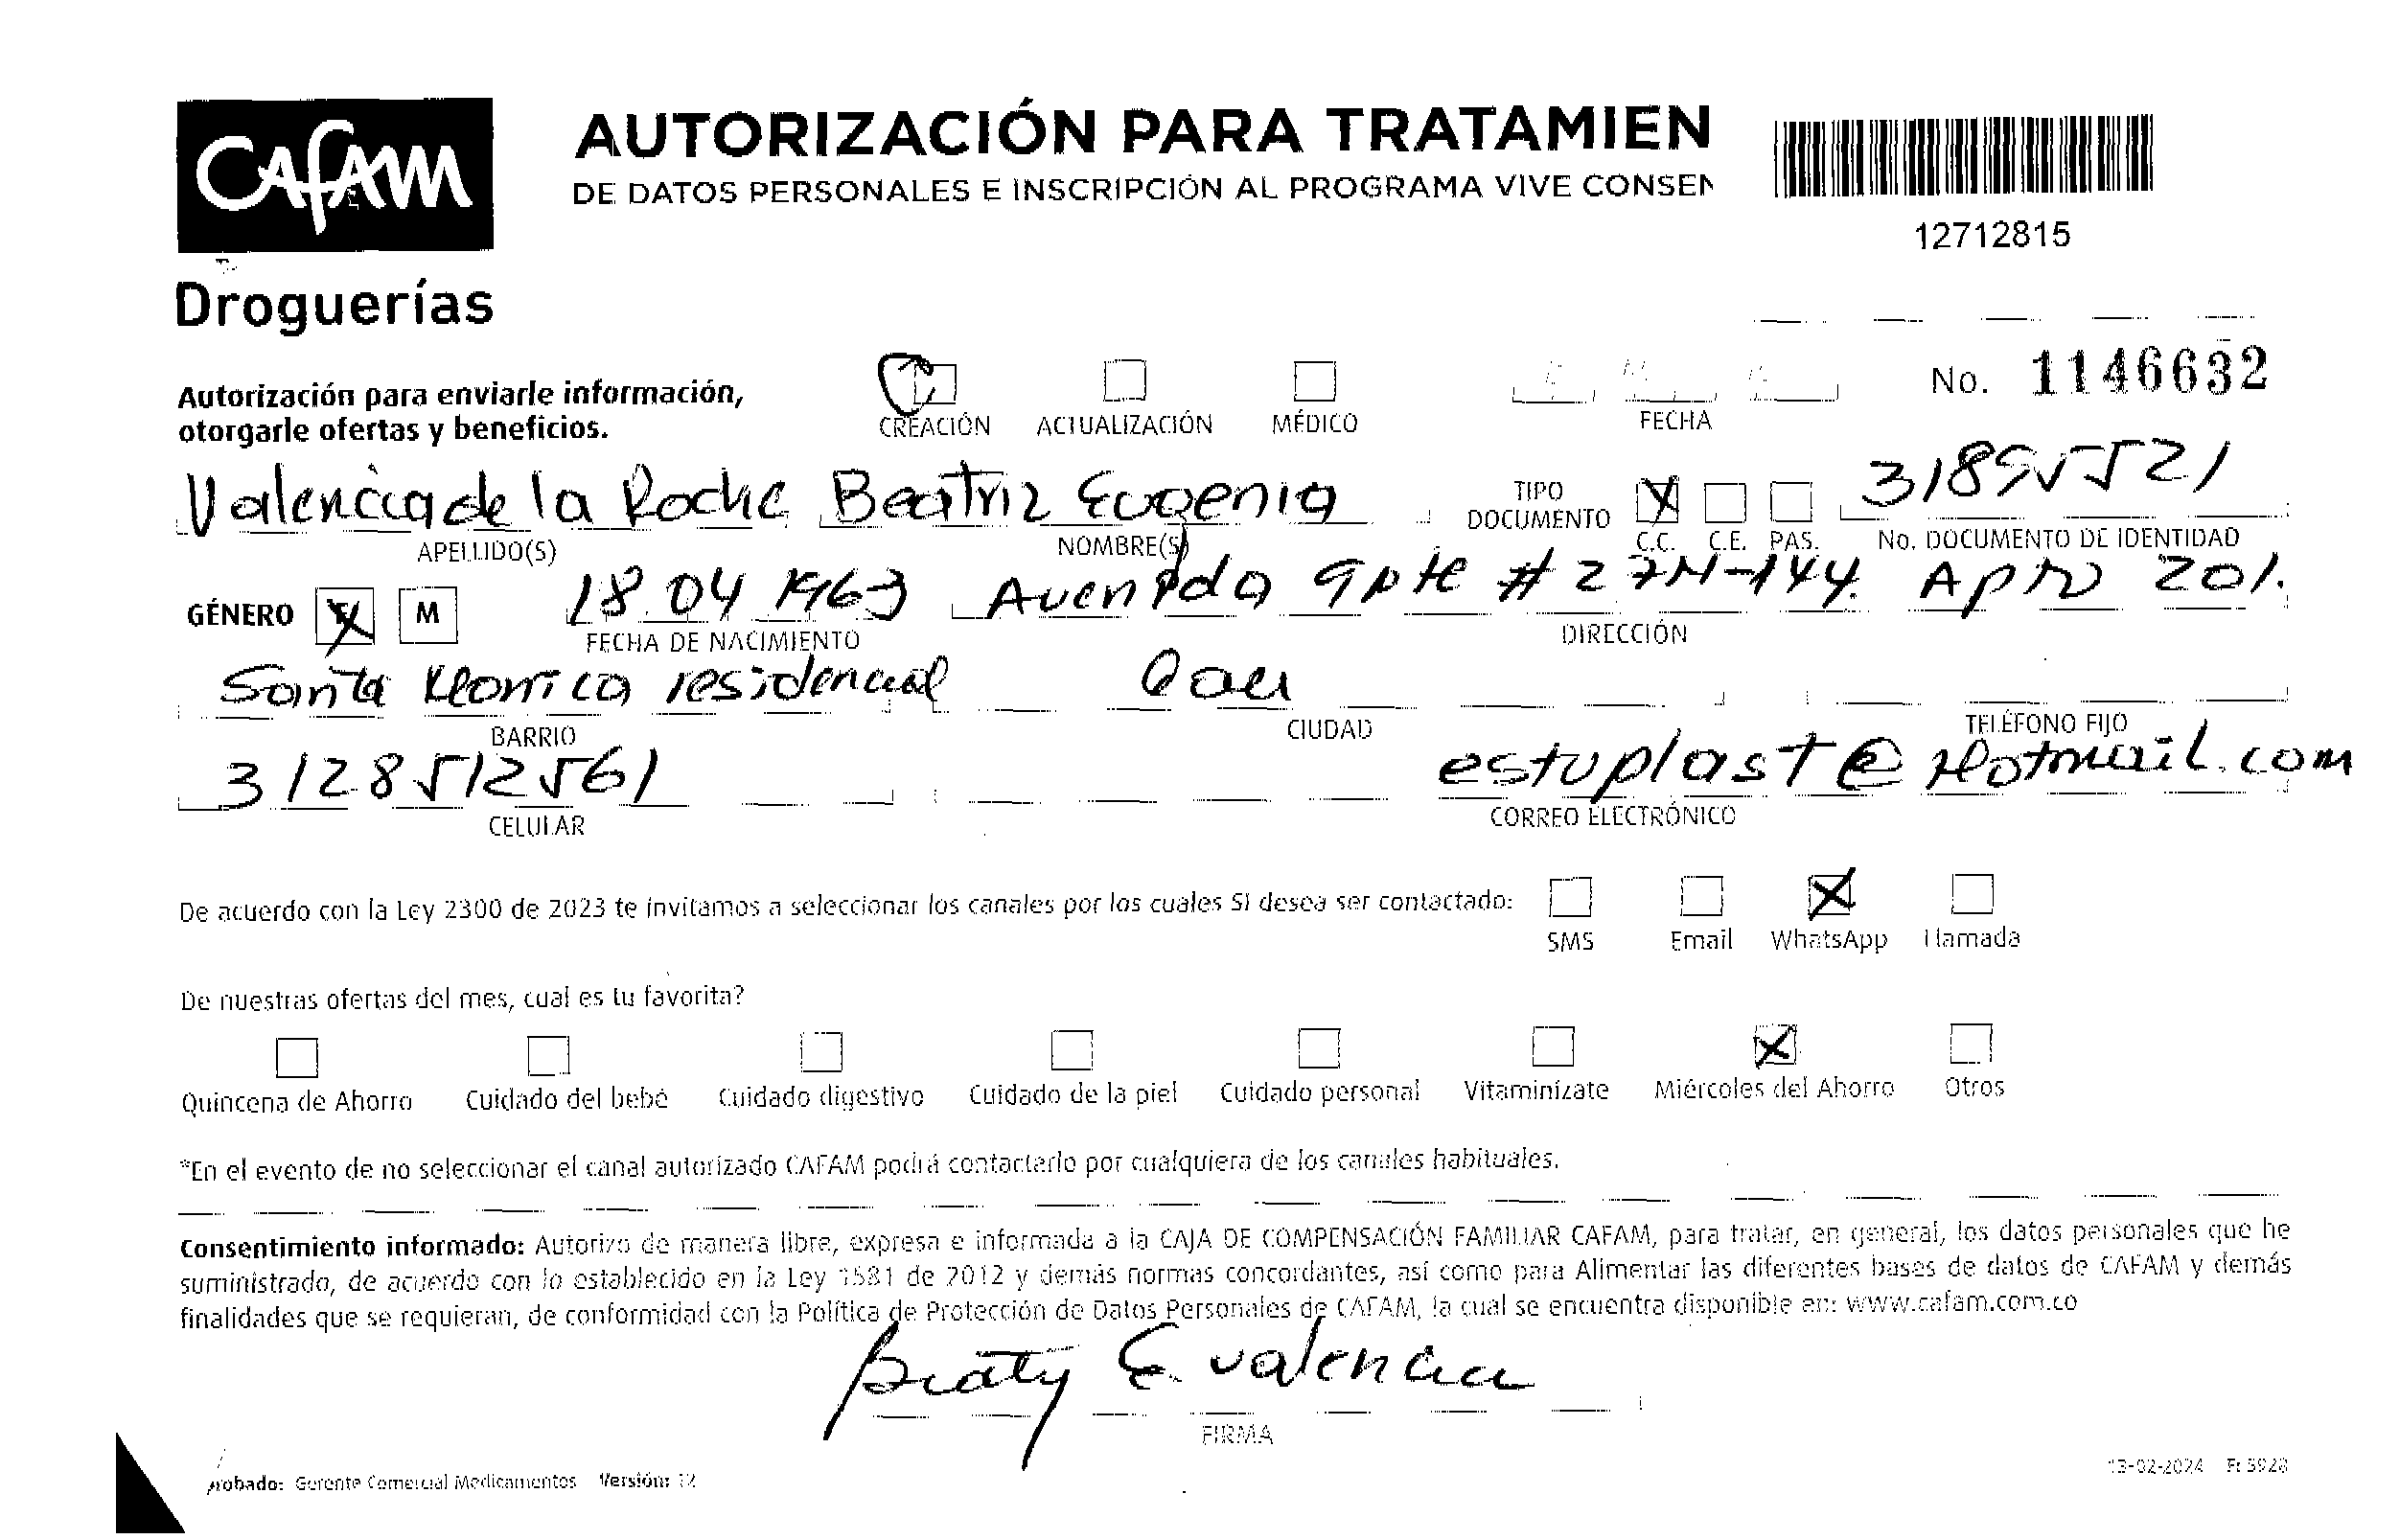 CAFAM
AUTORIZACIÓN PARA TRATAMIEN
DE DATOS PERSONALES E INSCRIPCIÓN AL PROGRAMA VIVE CONSEN
12712815
Droguerías
Autorización para enviarle información,
otorgarle ofertas y beneficios.
CREACIÓN ACTUALIZACIÓN MÉDICO
FECHA
No. 1146632
Valencia de la Roche Beatriz Eugenia
APELLIDO(S) NOMBRE(S)
TIPO DOCUMENTO X C.C. C.E. PAS.
31895521
No. DOCUMENTO DE IDENTIDAD
GÉNERO F M
18 04 1963
FECHA DE NACIMIENTO
Avenida 9 Nte # 27N-144. Apto 201.
DIRECCIÓN
Santa Monica residencial Cali
BARRIO CIUDAD TELÉFONO FIJO
3128512561 estuplast@Hotmail.com
CELULAR CORREO ELECTRÓNICO
De acuerdo con la Ley 2300 de 2023 te invitamos a seleccionar los canales por los cuales SI desea ser contactado:
SMS Email X WhatsApp Llamada
De nuestras ofertas del mes, cual es tu favorita?
Quincena de Ahorro Cuidado del bebé Cuidado digestivo Cuidado de la piel Cuidado personal Vitaminízate X Miércoles del Ahorro Otros
*En el evento de no seleccionar el canal autorizado CAFAM podrá contactarlo por cualquiera de los canales habituales.
Consentimiento informado: Autorizo de manera libre, expresa e informada a la CAJA DE COMPENSACIÓN FAMILIAR CAFAM, para tratar, en general, los datos personales que he
suministrado, de acuerdo con lo establecido en la Ley 1581 de 2012 y demás normas concordantes, así como para Alimentar las diferentes bases de datos de CAFAM y demás
finalidades que se requieran, de conformidad con la Política de Protección de Datos Personales de CAFAM, la cual se encuentra disponible en: www.cafam.com.co
Beaty E. Valencia
FIRMA
robado: Gerente Comercial Medicamentos Versión: 12
13-02-2024 Ft 5928